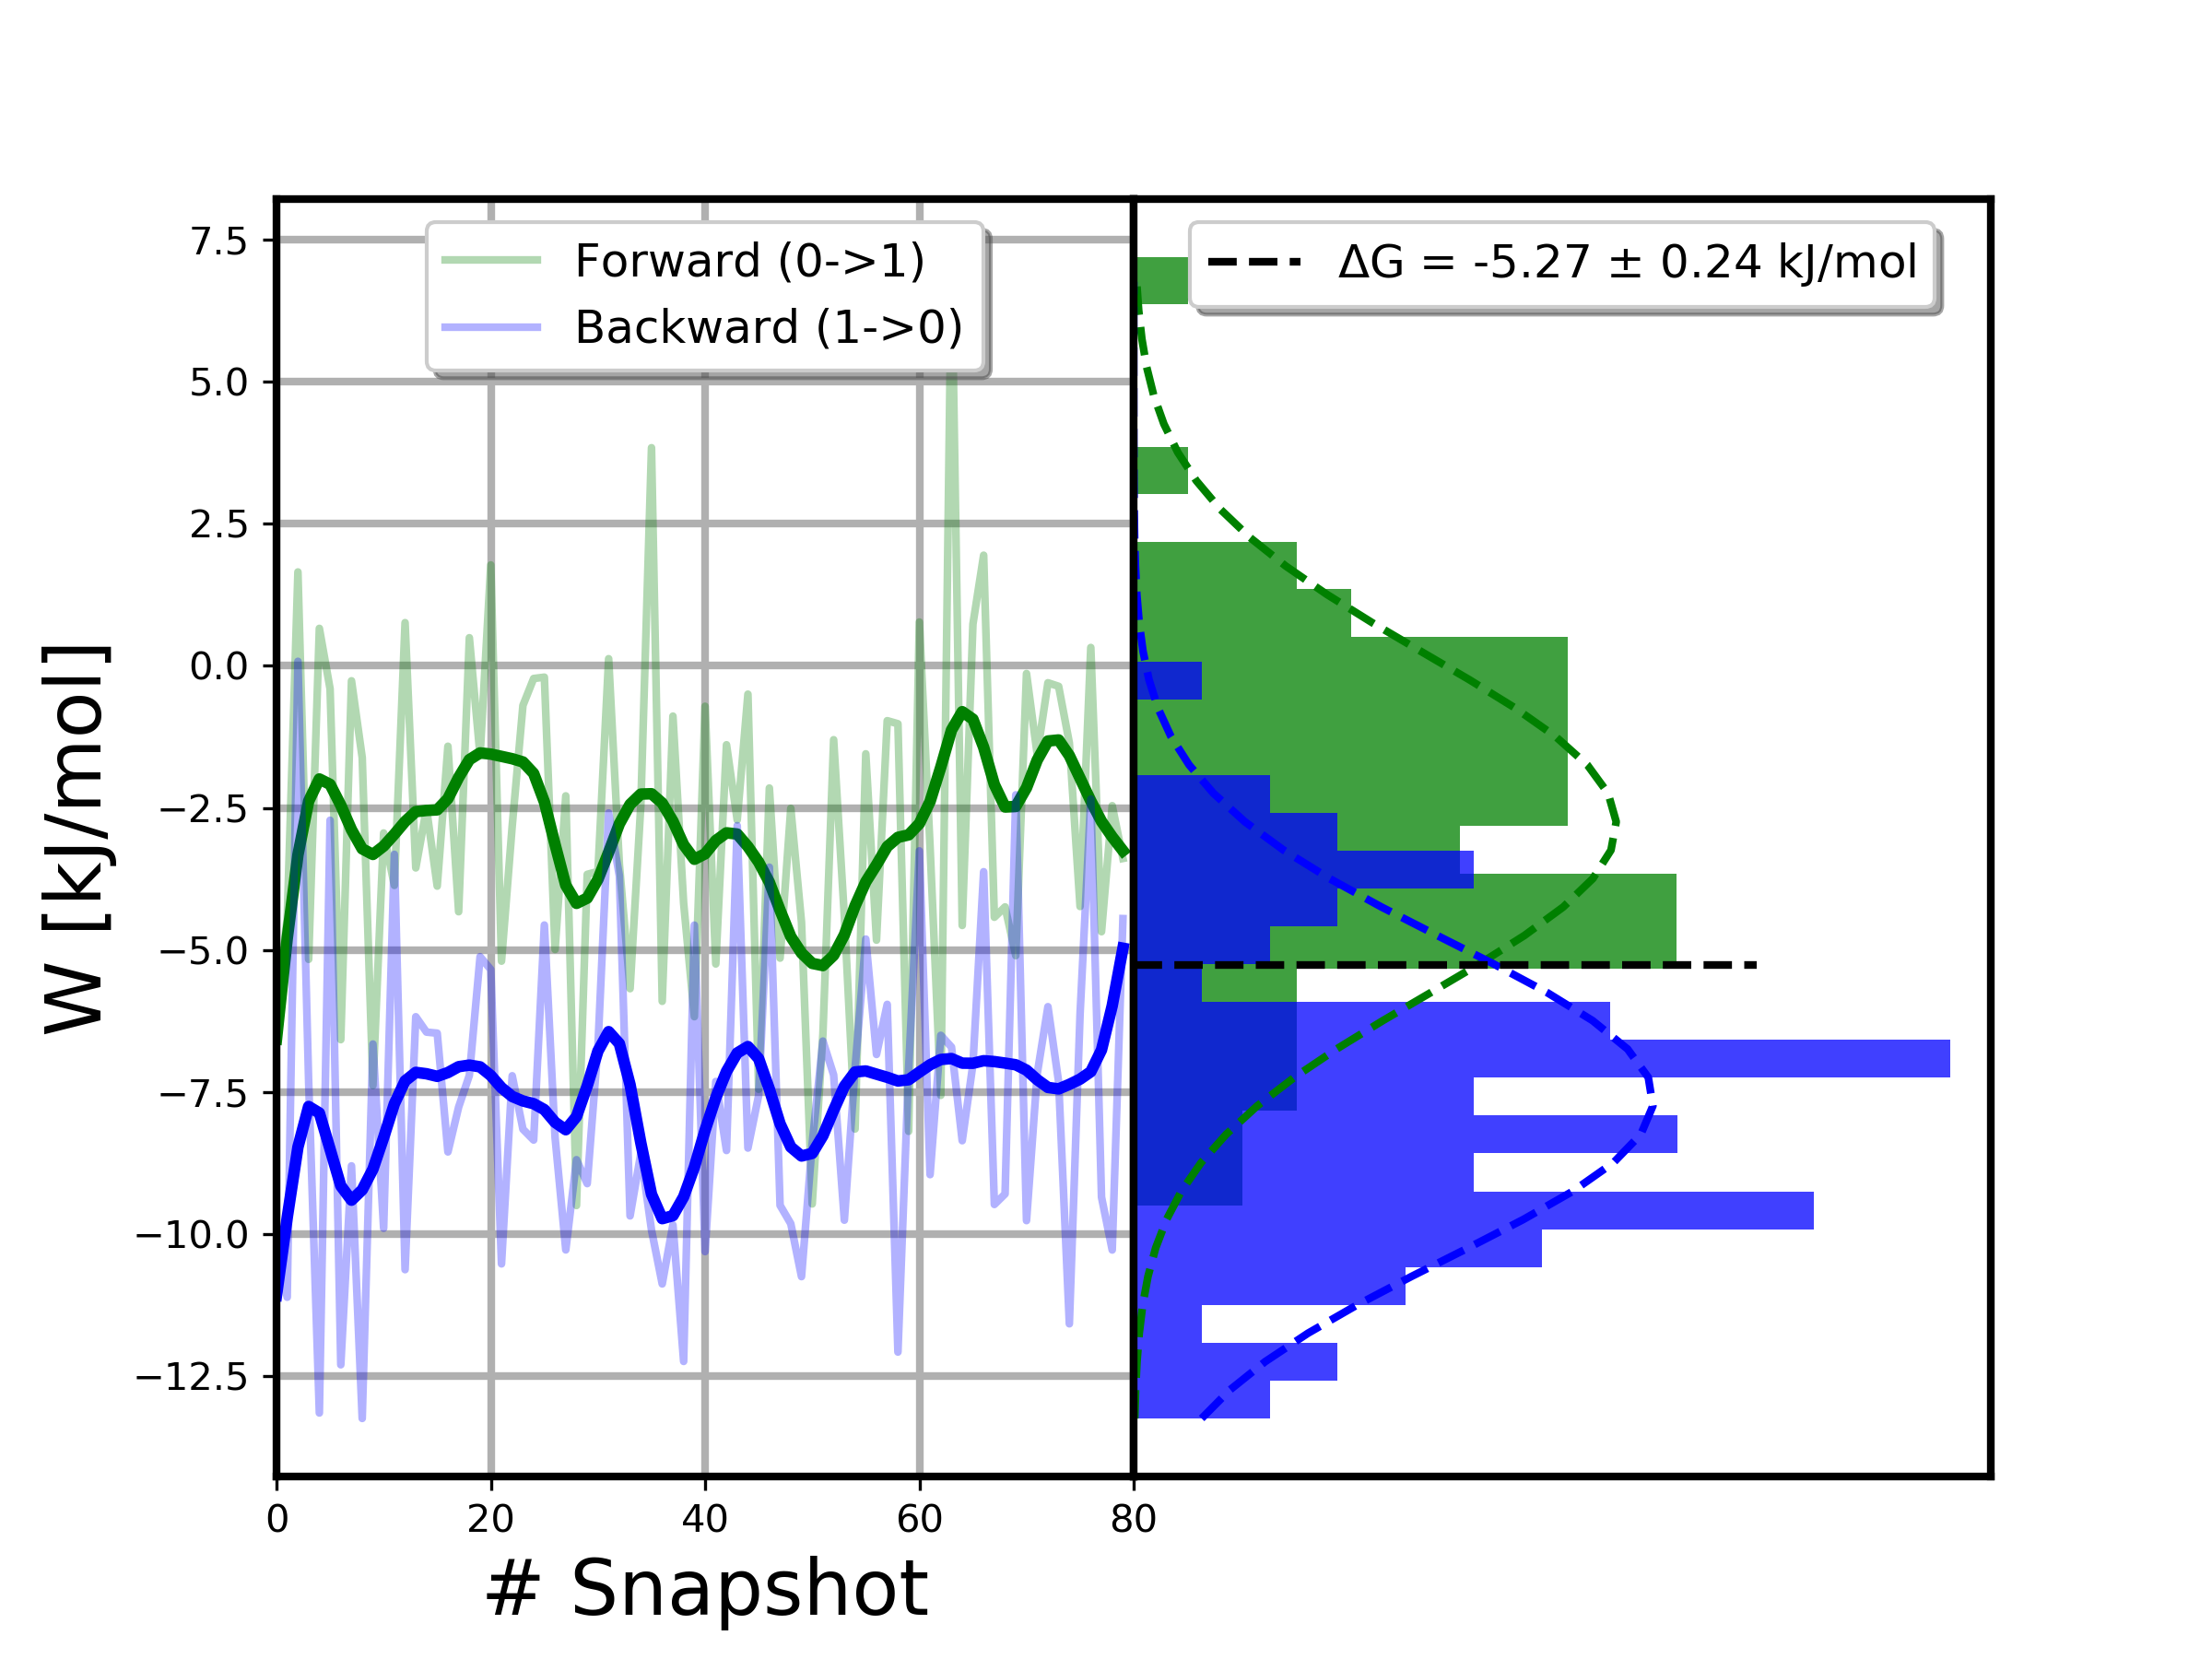 Forward (0->1)
Backward (1->0)
ΔG = -5.27 ± 0.24 kJ/mol
W [kJ/mol]
7.5
5.0
2.5
0.0
−2.5
−5.0
−7.5
−10.0
−12.5
0 20 40 60 80
# Snapshot